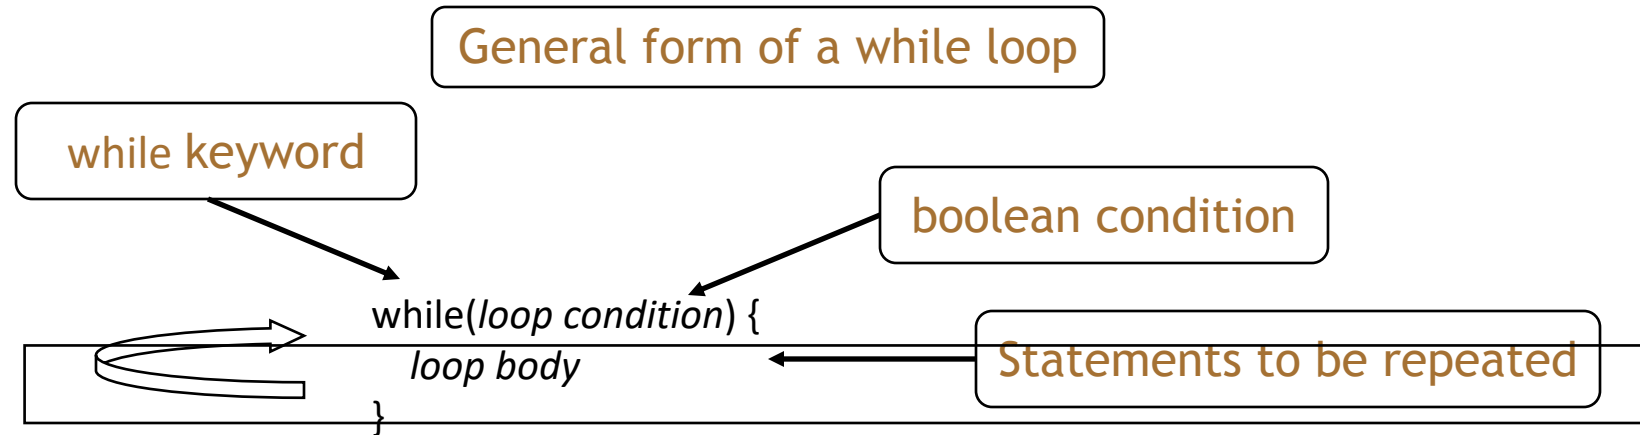 General form of a while loop
while keyword
boolean condition
while(loop condition) {
loop body
Statements to be repeated
}